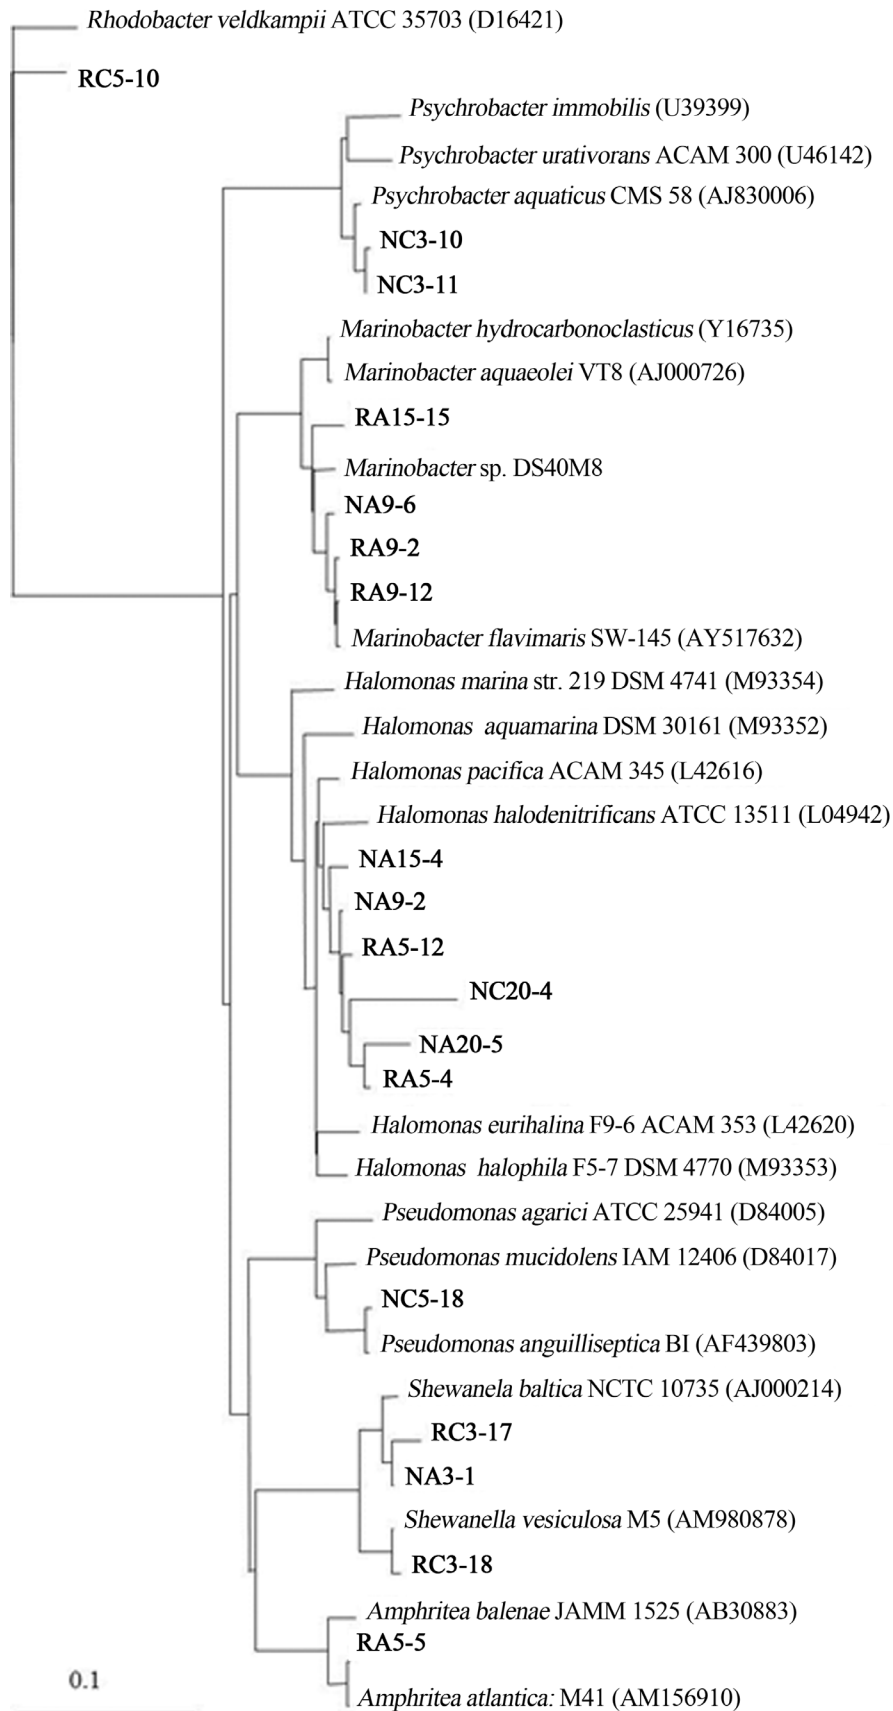 Rhodobacter veldkampii ATCC 35703 (D16421)
RC5-10
Psychrobacter immobilis (U39399)
Psychrobacter urativorans ACAM 300 (U46142)
Psychrobacter aquaticus CMS 58 (AJ830006)
NC3-10
NC3-11
Marinobacter hydrocarbonoclasticus (Y16735)
Marinobacter aquaeolei VT8 (AJ000726)
RA15-15
Marinobacter sp. DS40M8
NA9-6
RA9-2
RA9-12
Marinobacter flavimaris SW-145 (AY517632)
Halomonas marina str. 219 DSM 4741 (M93354)
Halomonas aquamarina DSM 30161 (M93352)
Halomonas pacifica ACAM 345 (L42616)
Halomonas halodenitrificans ATCC 13511 (L04942)
NA15-4
NA9-2
RA5-12
NC20-4
NA20-5
RA5-4
Halomonas eurihalina F9-6 ACAM 353 (L42620)
Halomonas halophila F5-7 DSM 4770 (M93353)
Pseudomonas agarici ATCC 25941 (D84005)
Pseudomonas mucidolens IAM 12406 (D84017)
NC5-18
Pseudomonas anguilliseptica BI (AF439803)
Shewanela baltica NCTC 10735 (AJ000214)
RC3-17
NA3-1
Shewanella vesiculosa M5 (AM980878)
RC3-18
Amphritea balenae JAMM 1525 (AB30883)
RA5-5
Amphritea atlantica: M41 (AM156910)
0.1